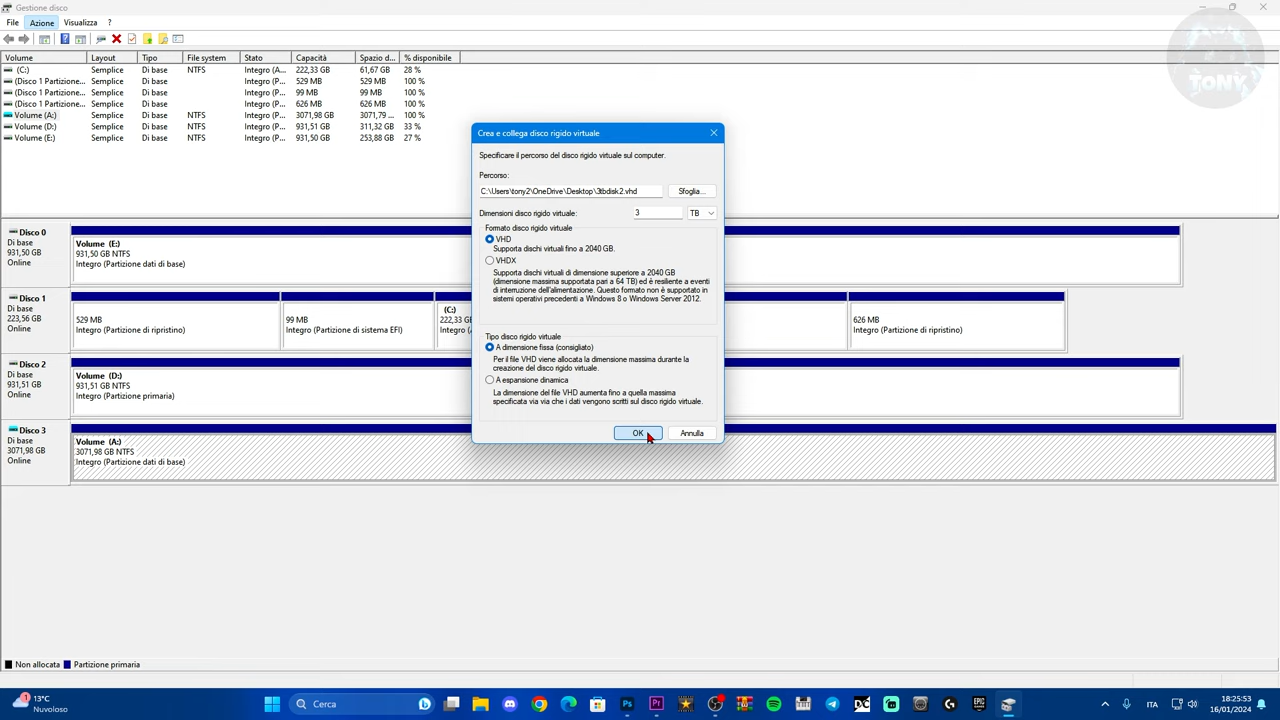 Gestione disco
File Azione Visualizza ?
Volume Layout Tipo File system Stato Capacità Spazio d... % disponibile
(C:) Semplice Di base NTFS Integro (A... 222,33 GB 61,67 GB 28 %
(Disco 1 Partizione... Semplice Di base Integro (P... 529 MB 529 MB 100 %
(Disco 1 Partizione... Semplice Di base Integro (P... 99 MB 99 MB 100 %
(Disco 1 Partizione... Semplice Di base Integro (P... 626 MB 626 MB 100 %
Volume (A:) Semplice Di base NTFS Integro (P... 3071,98 GB 3071,79 ... 100 %
Volume (D:) Semplice Di base NTFS Integro (P... 931,51 GB 311,32 GB 33 %
Volume (E:) Semplice Di base NTFS Integro (P... 931,50 GB 253,88 GB 27 %
TONY
Crea e collega disco rigido virtuale
Specificare il percorso del disco rigido virtuale sul computer.
Percorso:
C:\Users\tony2\OneDrive\Desktop\3tbdisk2.vhd Sfoglia...
Dimensioni disco rigido virtuale: 3 TB
Formato disco rigido virtuale
VHD
Supporta dischi virtuali fino a 2040 GB.
VHDX
Supporta dischi virtuali di dimensione superiore a 2040 GB
(dimensione massima supportata pari a 64 TB) ed è resiliente a eventi
di interruzione dell'alimentazione. Questo formato non è supportato in
sistemi operativi precedenti a Windows 8 o Windows Server 2012.
Tipo disco rigido virtuale
A dimensione fissa (consigliato)
Per il file VHD viene allocata la dimensione massima durante la
creazione del disco rigido virtuale.
A espansione dinamica
La dimensione del file VHD aumenta fino a quella massima
specificata via via che i dati vengono scritti sul disco rigido virtuale.
OK Annulla
Disco 0
Di base
931,50 GB
Online
Volume (E:)
931,50 GB NTFS
Integro (Partizione dati di base)
Disco 1
Di base
223,56 GB
Online
529 MB
Integro (Partizione di ripristino)
99 MB
Integro (Partizione di sistema EFI)
(C:)
222,33
Integro (
626 MB
Integro (Partizione di ripristino)
Disco 2
Di base
931,51 GB
Online
Volume (D:)
931,51 GB NTFS
Integro (Partizione primaria)
Disco 3
Di base
3071,98 GB
Online
Volume (A:)
3071,98 GB NTFS
Integro (Partizione dati di base)
Non allocata Partizione primaria
1
13°C
Nuvoloso
Cerca
Ps
Pr
DC
EPIC
ITA
18:25:53
16/01/2024